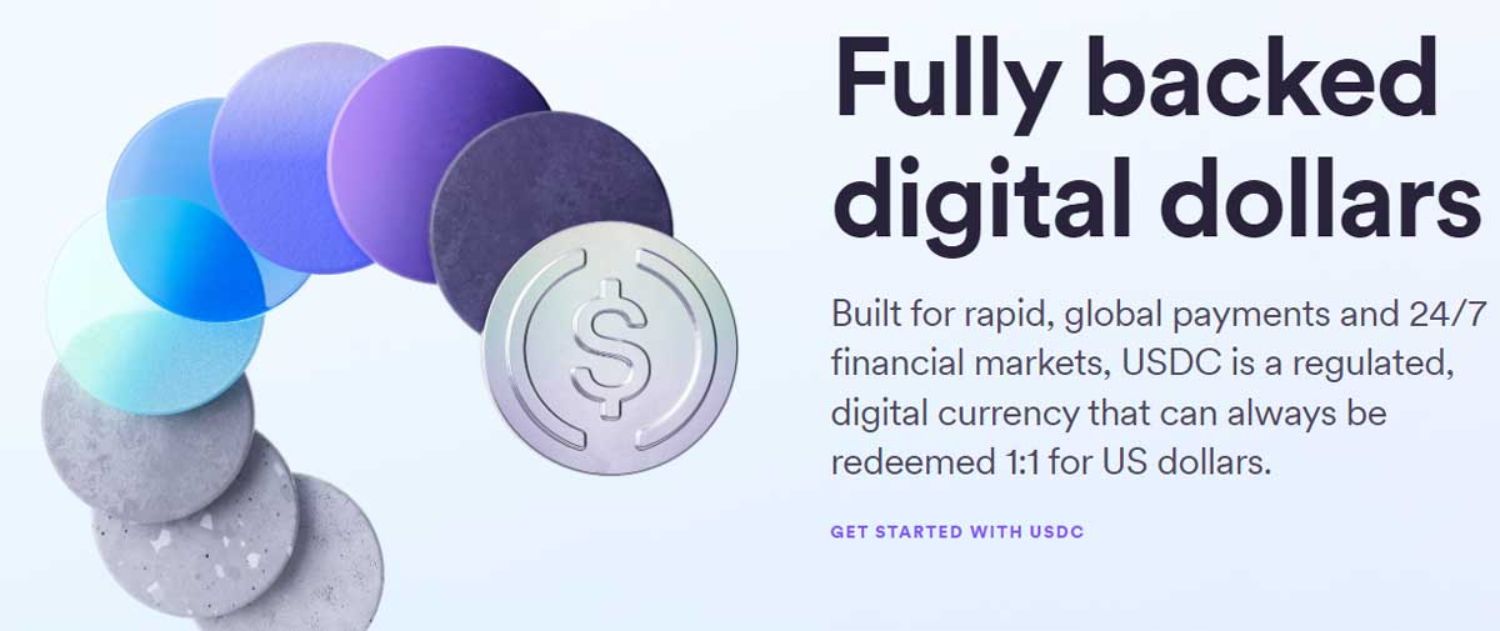 Fully backed
digital dollars
Built for rapid, global payments and 24/7
financial markets, USDC is a regulated,
digital currency that can always be
redeemed 1:1 for US dollars.
GET STARTED WITH USDC
$